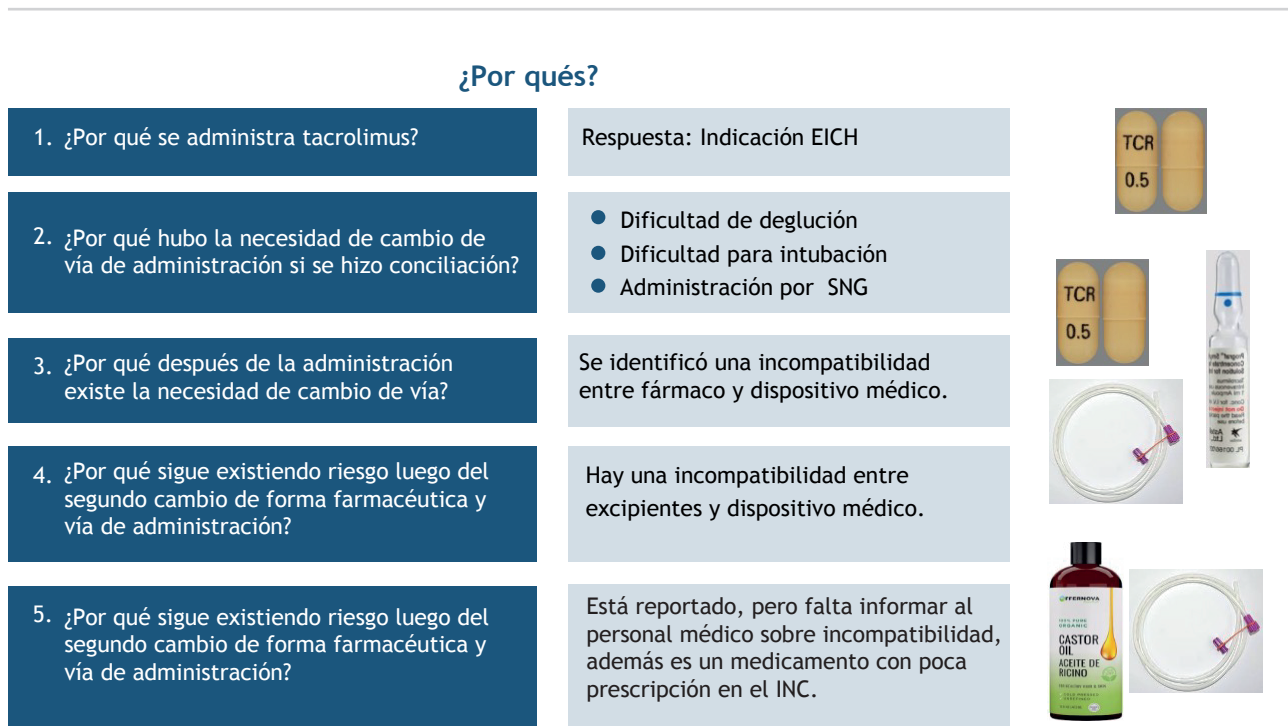 ¿Por qués?
1. ¿Por qué se administra tacrolimus?
Respuesta: Indicación EICH
2. ¿Por qué hubo la necesidad de cambio de
vía de administración si se hizo conciliación?
● Dificultad de deglución
● Dificultad para intubación
● Administración por SNG
3. ¿Por qué después de la administración
existe la necesidad de cambio de vía?
Se identificó una incompatibilidad
entre fármaco y dispositivo médico.
4. ¿Por qué sigue existiendo riesgo luego del
segundo cambio de forma farmacéutica y
vía de administración?
Hay una incompatibilidad entre
excipientes y dispositivo médico.
5. ¿Por qué sigue existiendo riesgo luego del
segundo cambio de forma farmacéutica y
vía de administración?
Está reportado, pero falta informar al
personal médico sobre incompatibilidad,
además es un medicamento con poca
prescripción en el INC.
TCR
0.5
TCR
0.5
100% PURE
ORGANIC
CASTOR
OIL
ACEITE DE
RICINO